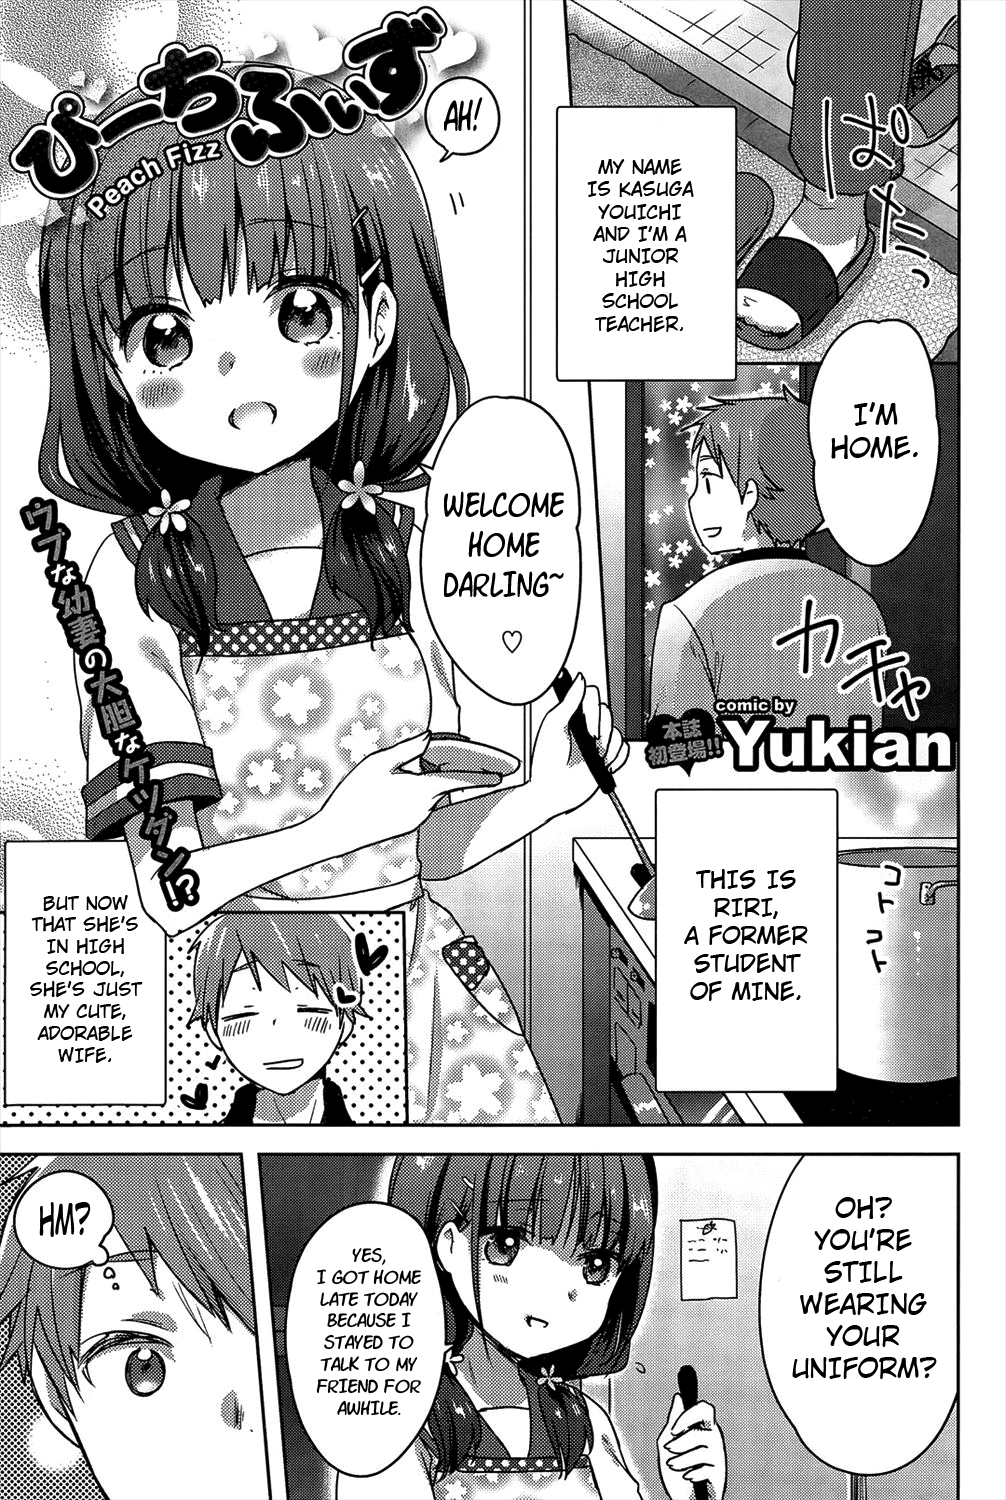 ぱたっ
MY NAME
IS KASUGA
YOUICHI
AND I'M A
JUNIOR
HIGH
SCHOOL
TEACHER.
I'M
HOME.
カチャ
comic by
Yukian
本誌
初登場!!
ぴーちふぃず
Peach Fizz
AH!
WELCOME
HOME
DARLING~
♡
ウブな幼妻の大胆なケツダン!?
コト
コト
THIS IS
RIRI,
A FORMER
STUDENT
OF MINE.
BUT NOW
THAT SHE'S
IN HIGH
SCHOOL,
SHE'S JUST
MY CUTE,
ADORABLE
WIFE.
OH?
YOU'RE
STILL
WEARING
YOUR
UNIFORM?
YES,
I GOT HOME
LATE TODAY
BECAUSE I
STAYED TO
TALK TO MY
FRIEND FOR
AWHILE.
HM?